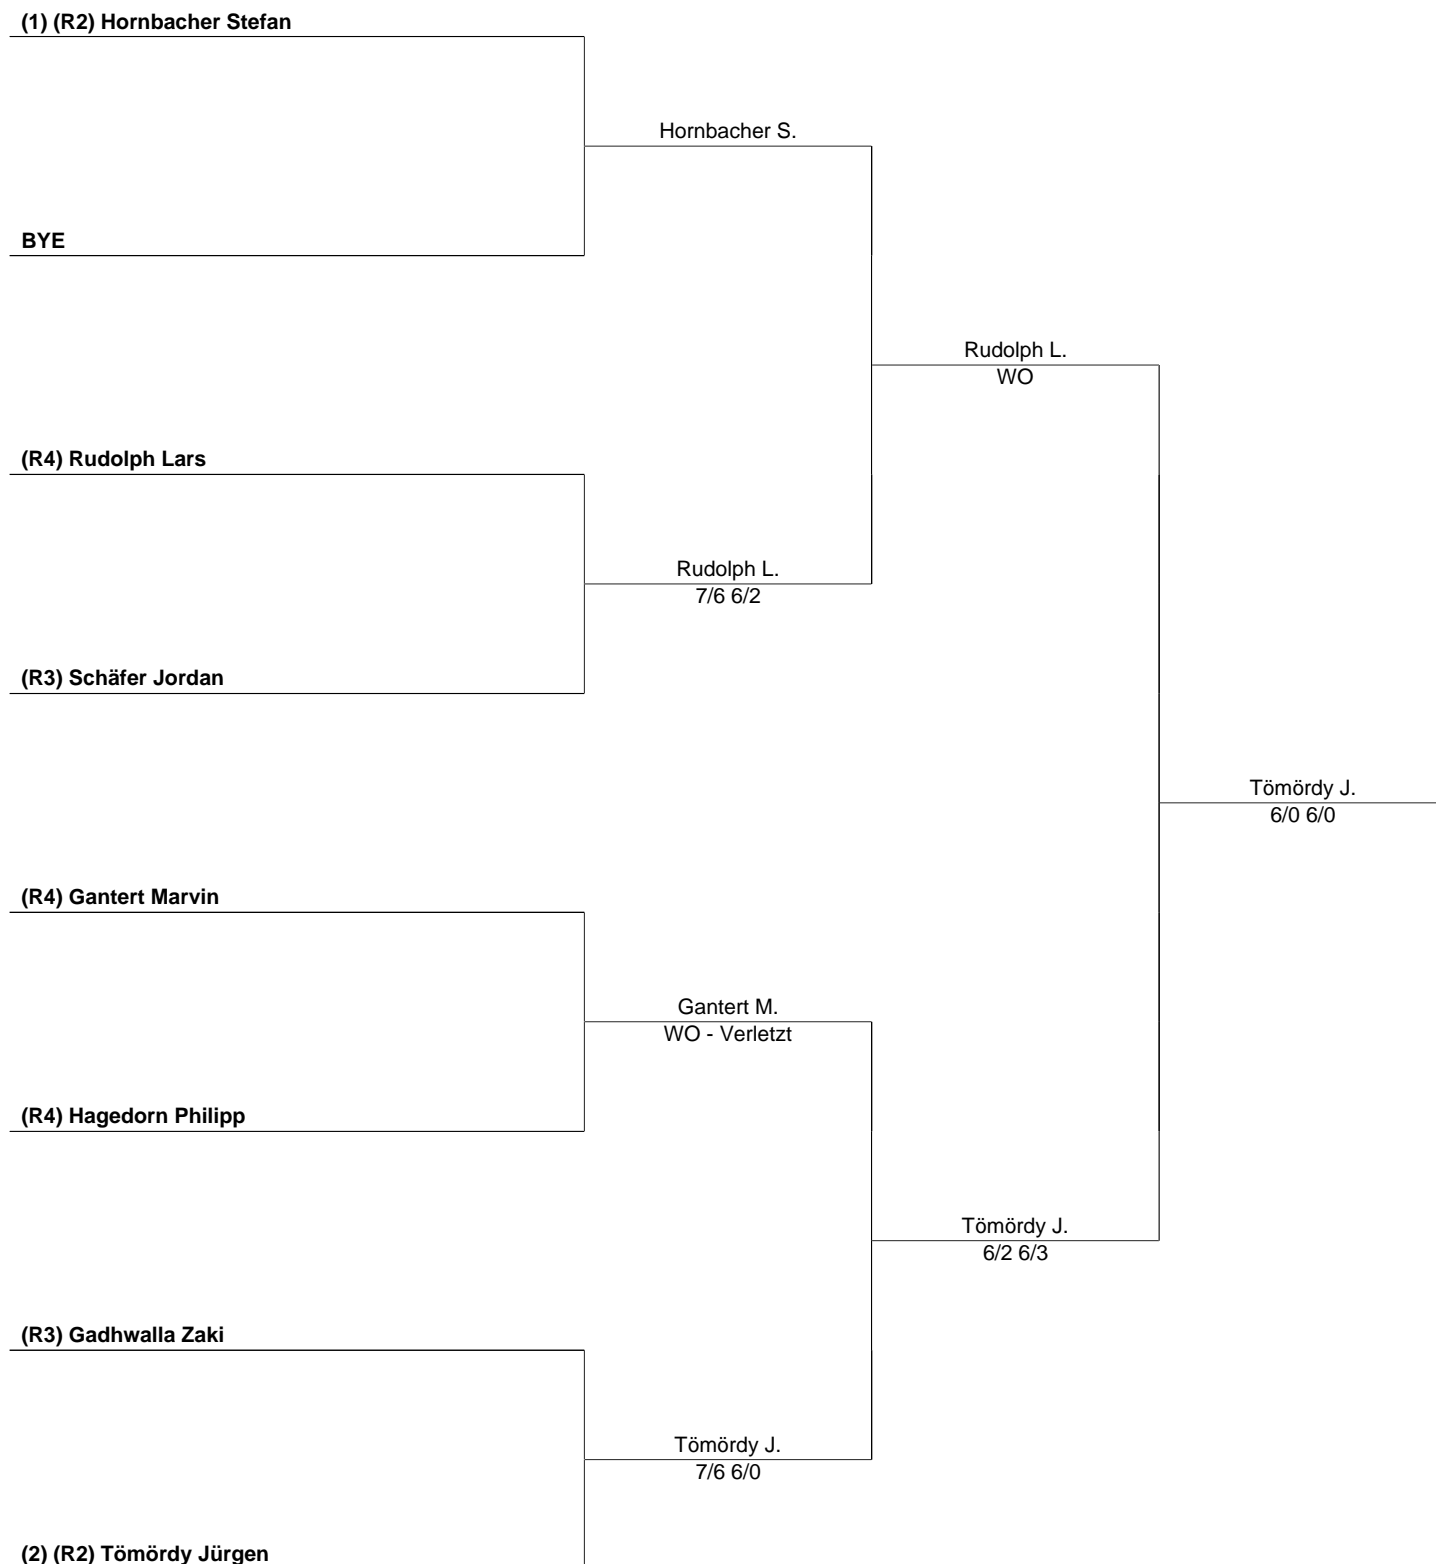 (1) (R2) Hornbacher Stefan
Hornbacher S.
BYE
Rudolph L.
WO
(R4) Rudolph Lars
Rudolph L.
7/6 6/2
(R3) Schäfer Jordan
Tömördy J.
6/0 6/0
(R4) Gantert Marvin
Gantert M.
WO - Verletzt
(R4) Hagedorn Philipp
Tömördy J.
6/2 6/3
(R3) Gadhwalla Zaki
Tömördy J.
7/6 6/0
(2) (R2) Tömördy Jürgen